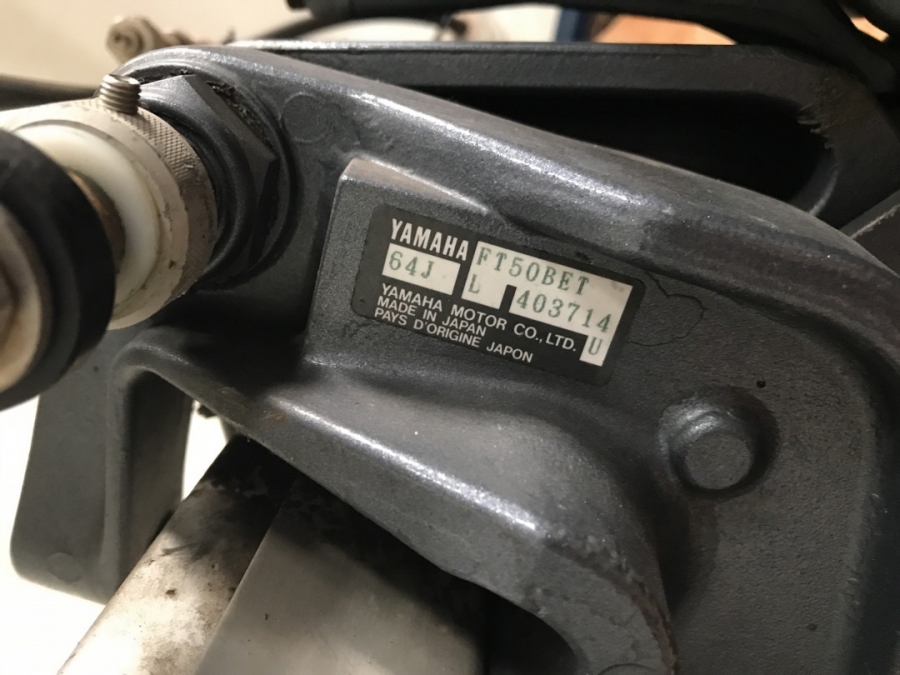 YAMAHA FT50BET
64J L 403714
YAMAHA MOTOR CO., LTD. U
MADE IN JAPAN
PAYS D'ORIGINE JAPON